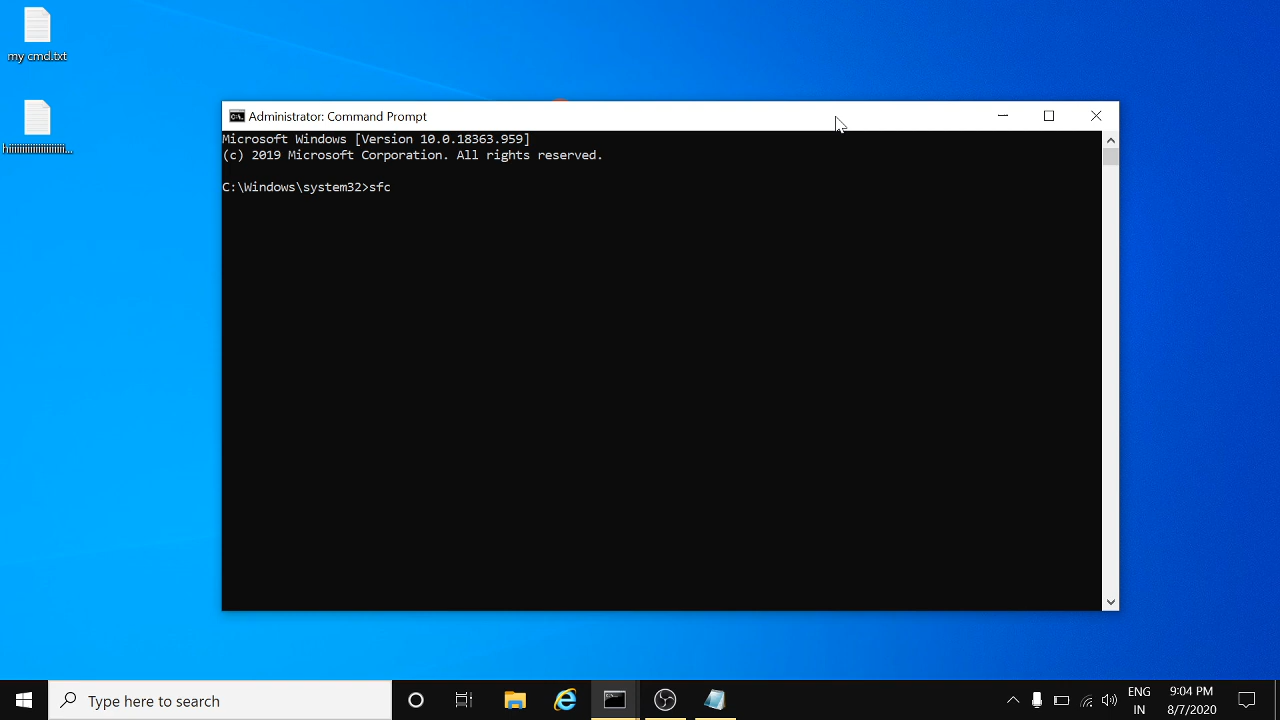 my cmd.txt
hiiiiiiiiiiiiiiiiiii...
Administrator: Command Prompt
Microsoft Windows [Version 10.0.18363.959]
(c) 2019 Microsoft Corporation. All rights reserved.
C:\Windows\system32>sfc
Type here to search
ENG
IN
9:04 PM
8/7/2020